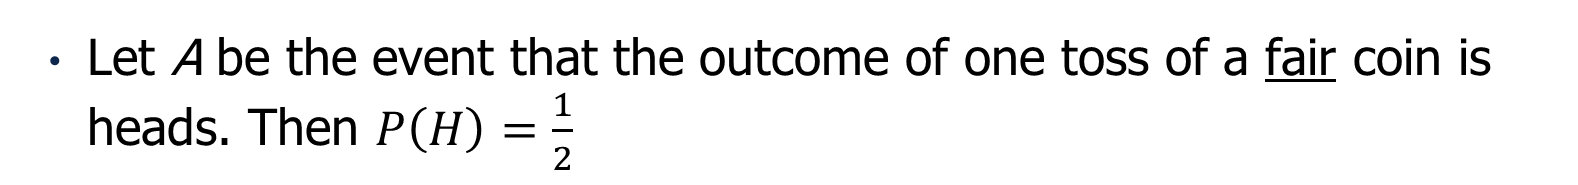 • Let A be the event that the outcome of one toss of a fair coin is
heads. Then P(H) = 1/2